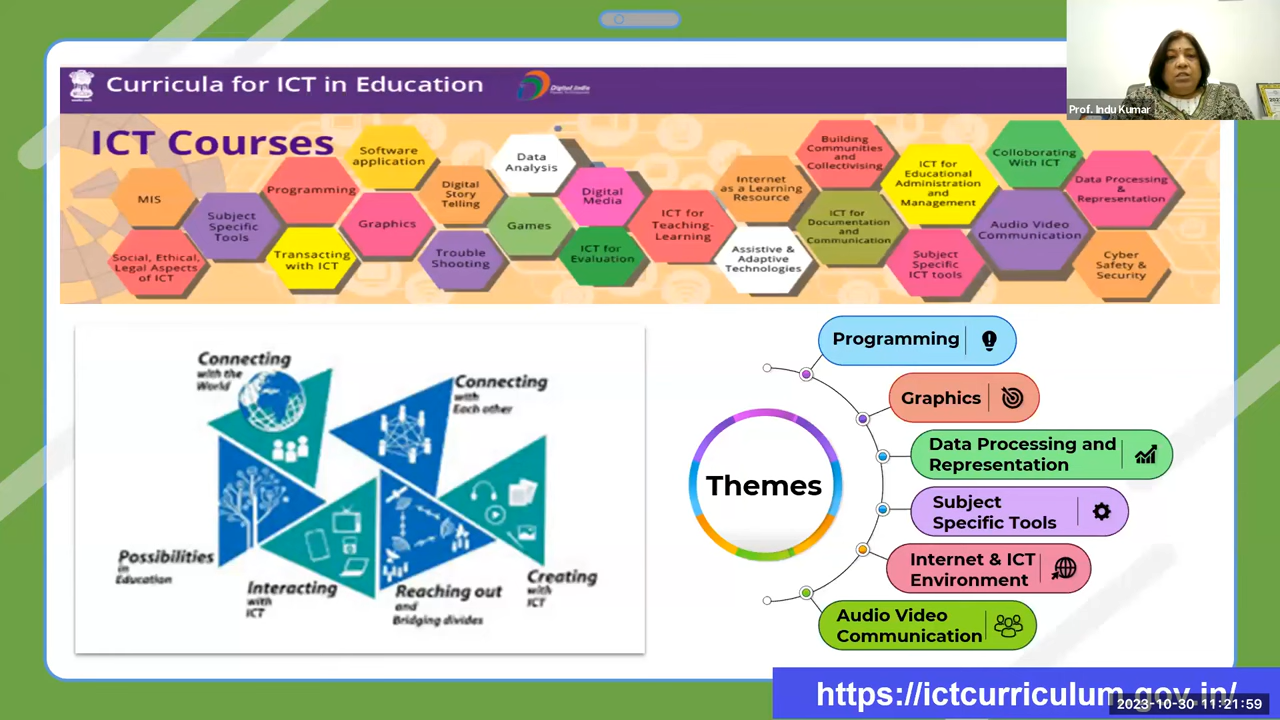 Curricula for ICT in Education
Digital India
Prof. Indu Kumar
ICT Courses
MIS
Social, Ethical,
Legal Aspects
of ICT
Subject
Specific
Tools
Programming
Transacting
with ICT
Software
application
Graphics
Digital
Story
Telling
Trouble
Shooting
Data
Analysis
Games
Digital
Media
ICT for
Evaluation
ICT for
Teaching-
Learning
Internet
as a Learning
Resource
Assistive &
Adaptive
Technologies
Building
Communities
and
Collectivising
ICT for
Documentation
and
Communication
ICT for
Educational
Administration
and
Management
Subject
Specific
ICT tools
Colloborating
With ICT
Audio Video
Communication
Data Processing
&
Representation
Cyber
Safety &
Security
Connecting
with the
World
Connecting
with
Each other
Possibilities
in
Education
Interacting
with
ICT
Reaching out
and
Bridging divides
Creating
with
ICT
Themes
Programming
Graphics
Data Processing and
Representation
Subject
Specific Tools
Internet & ICT
Environment
Audio Video
Communication
https://ictcurriculum.gov.in/
2023-10-30 11:21:59